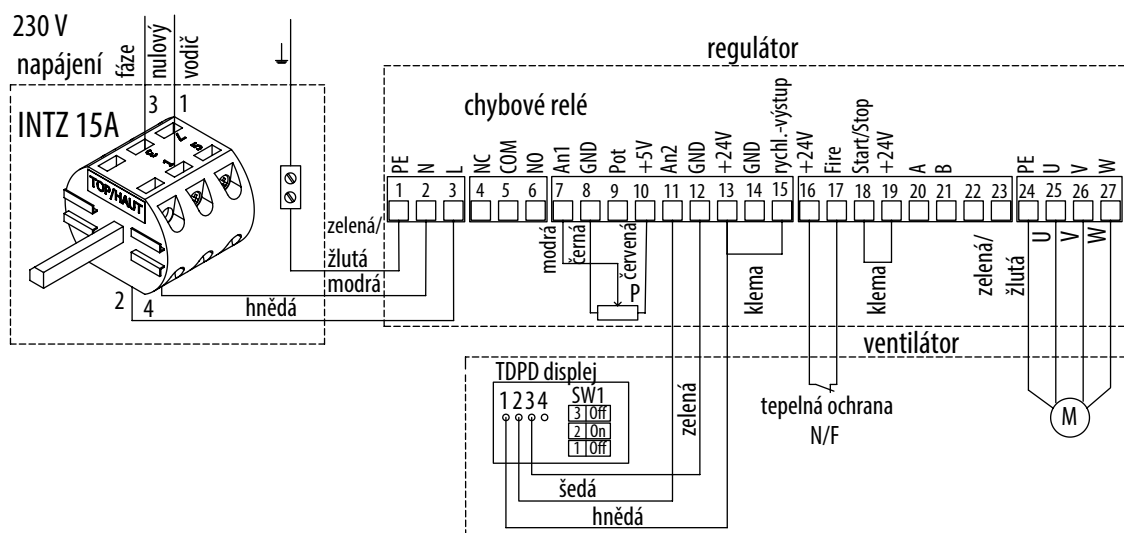 230 V
napájení
fáze
nulový
vodič
3 1
INTZ 15A
TOP/HAUT
2 4
regulátor
chybové relé
PE N L NC COM NO An1 GND Pot +5V An2 GND +24V GND rychl.-výstup +24V Fire Start/Stop +24V A B PE U V W
1 2 3 4 5 6 7 8 9 10 11 12 13 14 15 16 17 18 19 20 21 22 23 24 25 26 27
zelená/
žlutá
modrá
hnědá
modrá
černá
červená
P
klema
klema
zelená/
žlutá
U V W
ventilátor
TDPD displej
1 2 3 4
SW1
3 Off
2 On
1 Off
zelená
šedá
hnědá
tepelná ochrana
N/F
M